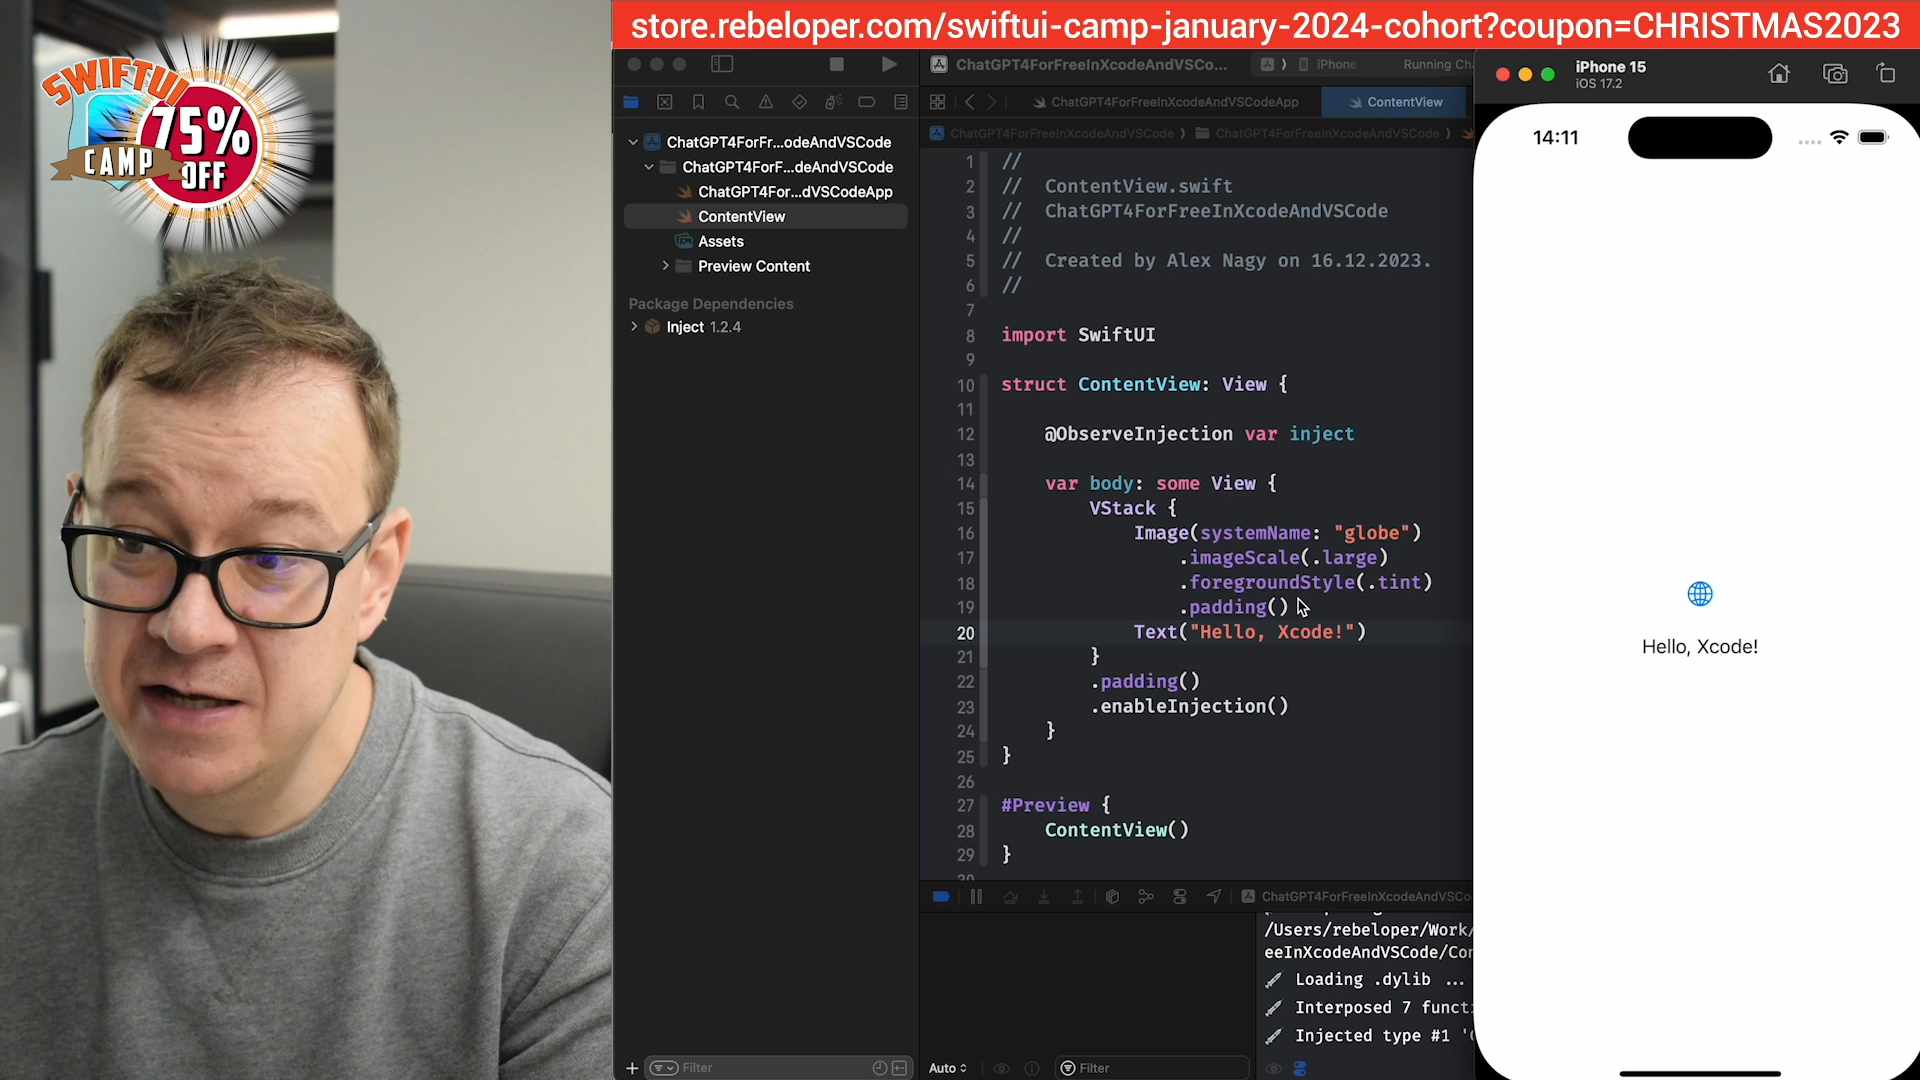 store.rebeloper.com/swiftui-camp-january-2024-cohort?coupon=CHRISTMAS2023
SWIFTUI
CAMP
75%
OFF
ChatGPT4ForFr...odeAndVSCode
ChatGPT4ForF...deAndVSCode
ChatGPT4For...dVSCodeApp
ContentView
Assets
Preview Content
Package Dependencies
Inject 1.2.4
Filter
ChatGPT4ForFreeInXcodeAndVSCo...
iPhone
Running Ch
ChatGPT4ForFreeInXcodeAndVSCodeApp
ContentView
ChatGPT4ForFreeInXcodeAndVSCode
ChatGPT4ForFreeInXcodeAndVSCode
1 //
2 // ContentView.swift
3 // ChatGPT4ForFreeInXcodeAndVSCode
4 //
5 // Created by Alex Nagy on 16.12.2023.
6 //
7
8 import SwiftUI
9
10 struct ContentView: View {
11
12 @ObserveInjection var inject
13
14 var body: some View {
15 VStack {
16 Image(systemName: "globe")
17 .imageScale(.large)
18 .foregroundStyle(.tint)
19 .padding()
20 Text("Hello, Xcode!")
21 }
22 .padding()
23 .enableInjection()
24 }
25 }
26
27 #Preview {
28 ContentView()
29 }
ChatGPT4ForFreeInXcodeAndVSCo
/Users/rebeloper/Work/
eeInXcodeAndVSCode/Con
Loading .dylib ...
Interposed 7 funct
Injected type #1
Auto
Filter
iPhone 15
iOS 17.2
14:11
Hello, Xcode!